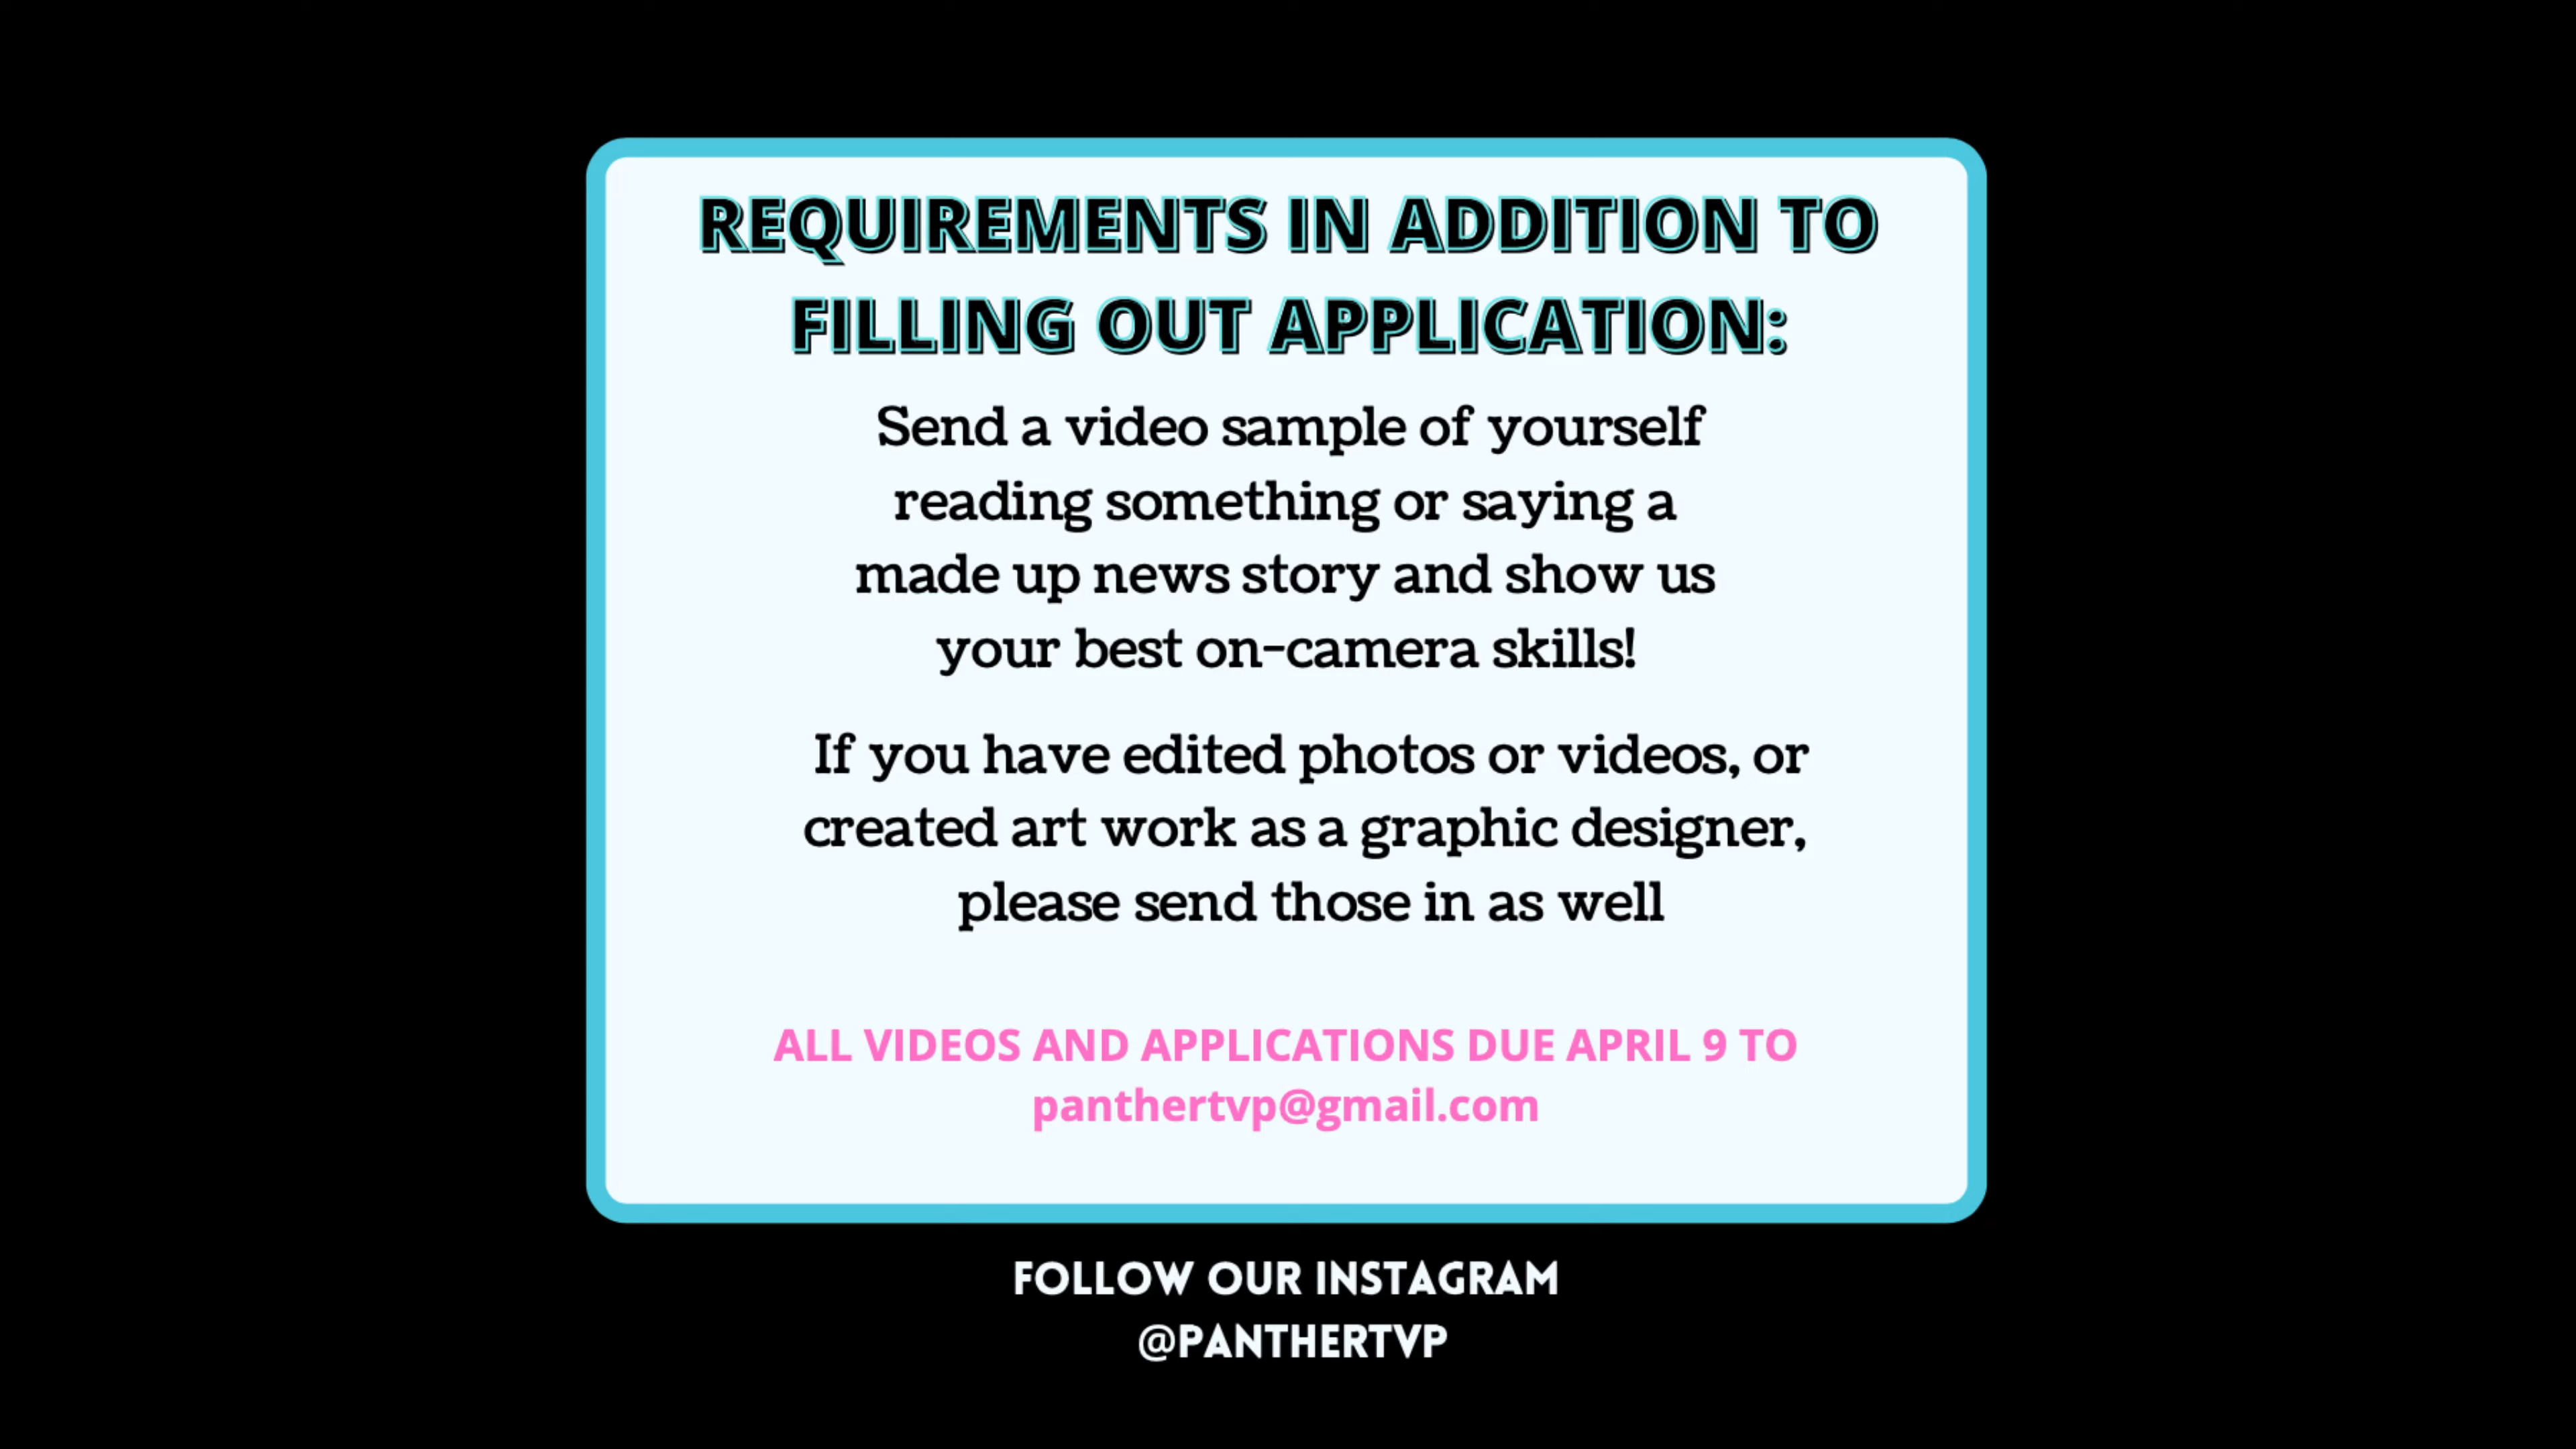 REQUIREMENTS IN ADDITION TO
FILLING OUT APPLICATION:
Send a video sample of yourself
reading something or saying a
made up news story and show us
your best on-camera skills!
If you have edited photos or videos, or
created art work as a graphic designer,
please send those in as well
ALL VIDEOS AND APPLICATIONS DUE APRIL 9 TO
panthertvp@gmail.com
FOLLOW OUR INSTAGRAM
@PANTHERTVP